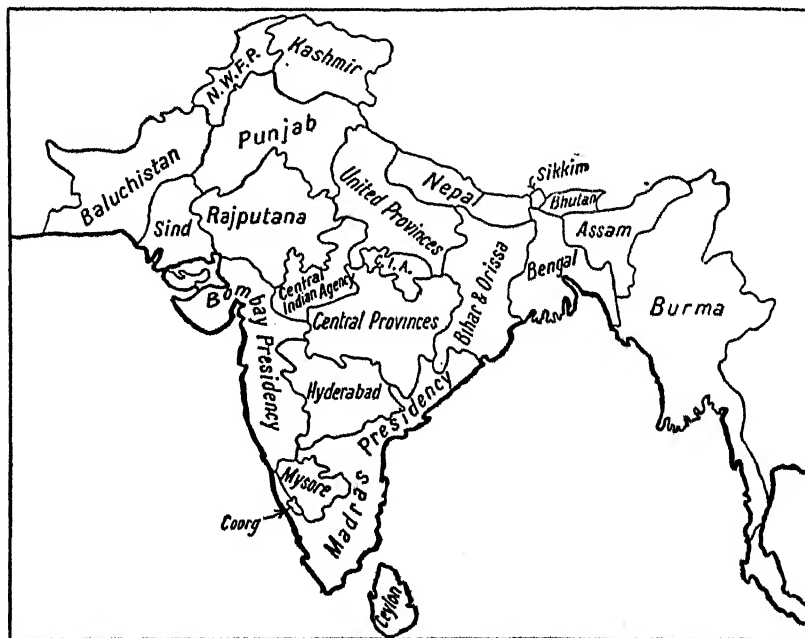 Kashmir
N.W.F.P.
Punjab
Baluchistan
Sind
Rajputana
United Provinces
Nepal
Sikkim
Bhutan
Assam
Bengal
Burma
Bihar & Orissa
C.I.A.
Central
Indian Agency
Central Provinces
Bombay Presidency
Hyderabad
Madras Presidency
Mysore
Coorg
Ceylon